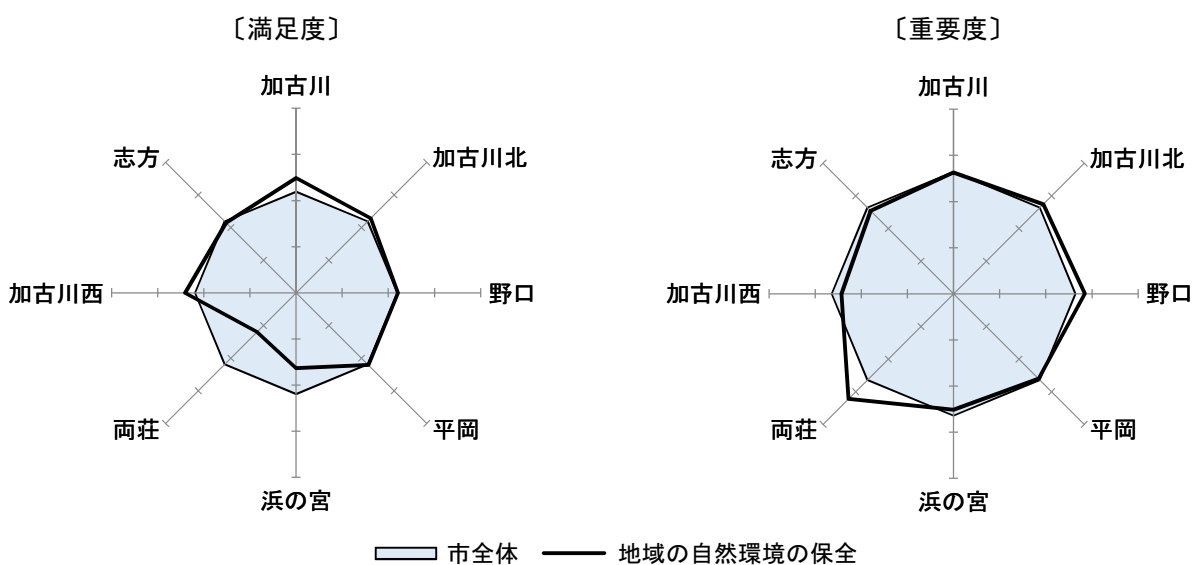 〔満足度〕
加古川
加古川北
野口
平岡
浜の宮
両荘
加古川西
志方
〔重要度〕
加古川
加古川北
野口
平岡
浜の宮
両荘
加古川西
志方
市全体
地域の自然環境の保全